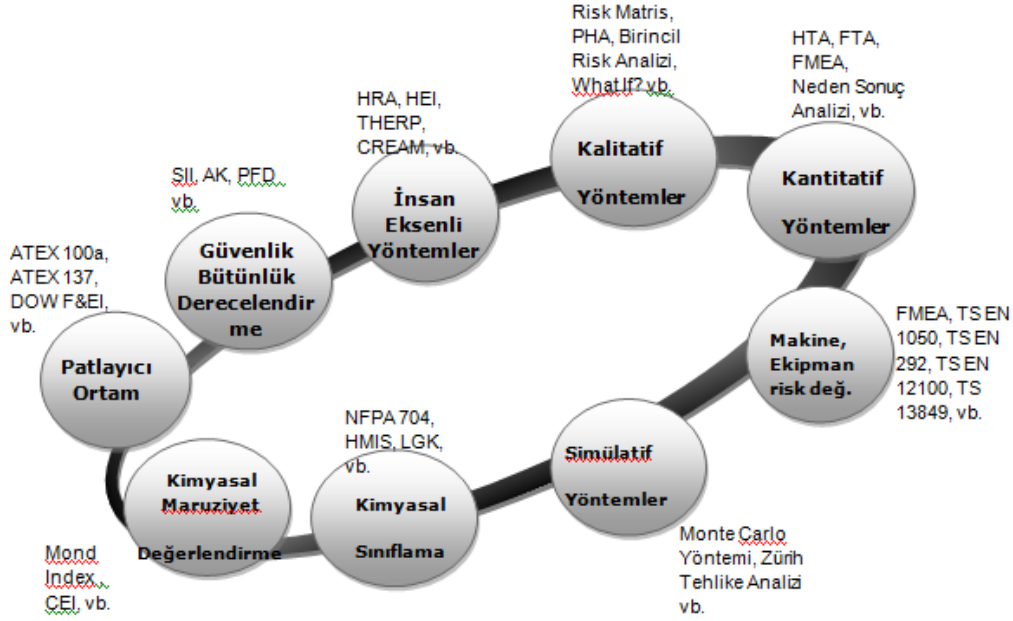 Risk Matris,
PHA, Birincil
Risk Analizi,
What If? vb.
HTA, FTA,
FMEA,
Neden Sonuç
Analizi, vb.
HRA, HEI,
THERP,
CREAM, vb.
Kalitatif
Yöntemler
Kantitatif
Yöntemler
SII, AK, PFD
vb.
İnsan
Eksenli
Yöntemler
ATEX 100a,
ATEX 137,
DOW F&EI,
vb.
Güvenlik
Bütünlük
Derecelendir
me
Patlayıcı
Ortam
Makine,
Ekipman
risk değ.
FMEA, TS EN
1050, TS EN
292, TS EN
12100, TS
13849, vb.
NFPA 704,
HMIS, LGK,
vb.
Simülatif
Yöntemler
Kimyasal
Maruziyet
Değerlendirme
Kimyasal
Sınıflama
Mond
Index,
CEI, vb.
Monte Carlo
Yöntemi, Zürih
Tehlike Analizi
vb.